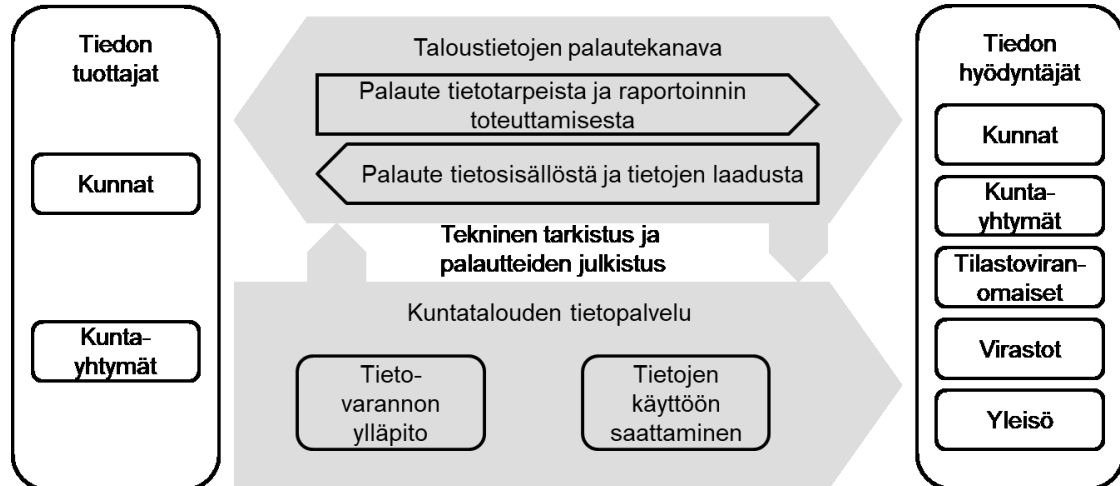 Tiedon
tuottajat
Kunnat
Kunta-
yhtymät
Taloustietojen palautekanava
Palaute tietotarpeista ja raportoinnin
toteuttamisesta
Palaute tietosisällöstä ja tietojen laadusta
Tekninen tarkistus ja
palautteiden julkistus
Kuntatalouden tietopalvelu
Tieto-
varannon
ylläpito
Tietojen
käyttöön
saattaminen
Tiedon
hyödyntäjät
Kunnat
Kunta-
yhtymät
Tilastoviran-
omaiset
Virastot
Yleisö